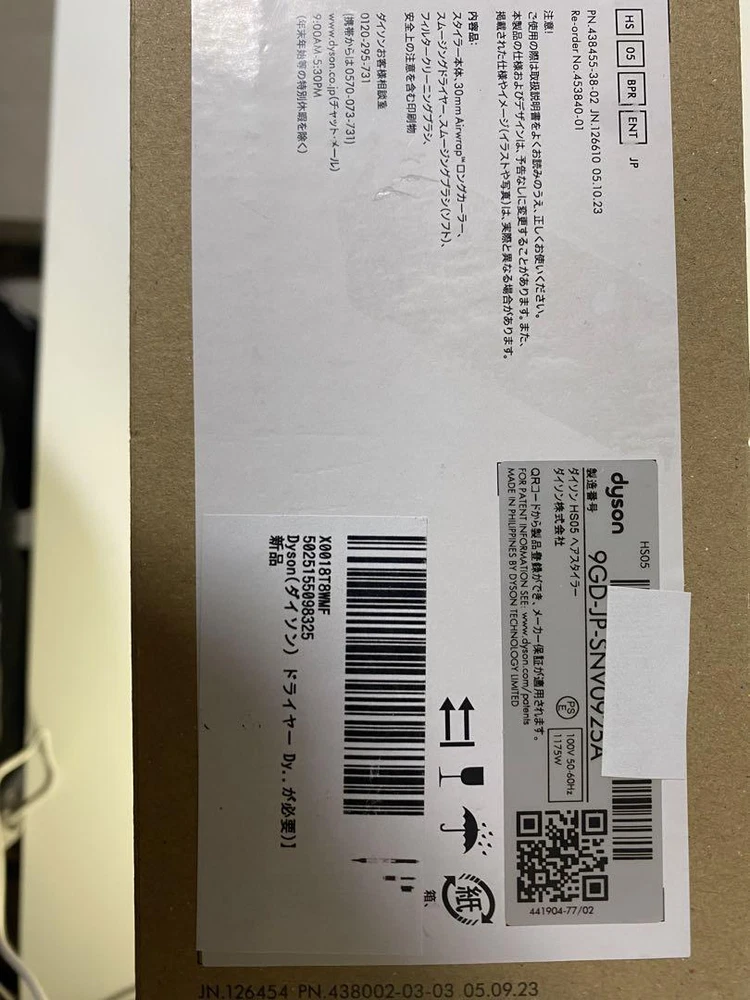 HS 05 BPR ENT JP
PN.438455-38-02 JN.126610 05.10.23
Re-order No.453840-01
注意!
ご使用の際は取扱説明書をよくお読みのうえ、正しくお使いください。
本製品の仕様およびデザインは、予告なしに変更することがあります。また、
掲載された仕様やイメージ(イラストや写真)は、実際と異なる場合があります。
内容品:
スタイラー本体、30mm Airwrap™ロングカーラー、
スムージングドライヤー、スムージングブラシ(ソフト)、
フィルタークリーニングブラシ、
安全上の注意を含む印刷物
ダイソンお客様相談室
0120-295-731
(携帯からは0570-073-731)
www.dyson.co.jp(チャット・メール)
9:00AM-5:30PM
(年末年始等の特別休暇を除く)
HS05
dyson
製造番号
9GD-JP-SNV0925A
ダイソン HS05 ヘアスタイラー
ダイソン株式会社
PSE
100V 50-60Hz
1175W
QRコードから製品登録ができ、メーカー保証が適用されます。
FOR PATENT INFORMATION SEE: www.dyson.com/patents
MADE IN PHILIPPINES BY DYSON TECHNOLOGY LIMITED
441904-77/02
X0018T8WMF
5025155098325
Dyson(ダイソン) ドライヤー Dy..が必要)]
新品
紙
箱、
JN.126454 PN.438002-03-03 05.09.23